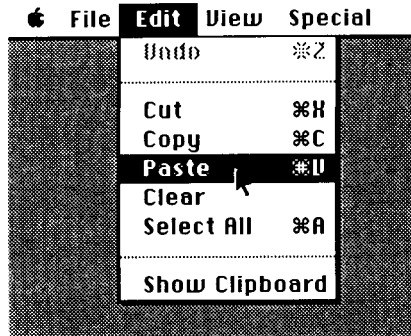 File Edit View Special
Undo ⌘Z
Cut ⌘X
Copy ⌘C
Paste ⌘V
Clear
Select All ⌘A
Show Clipboard